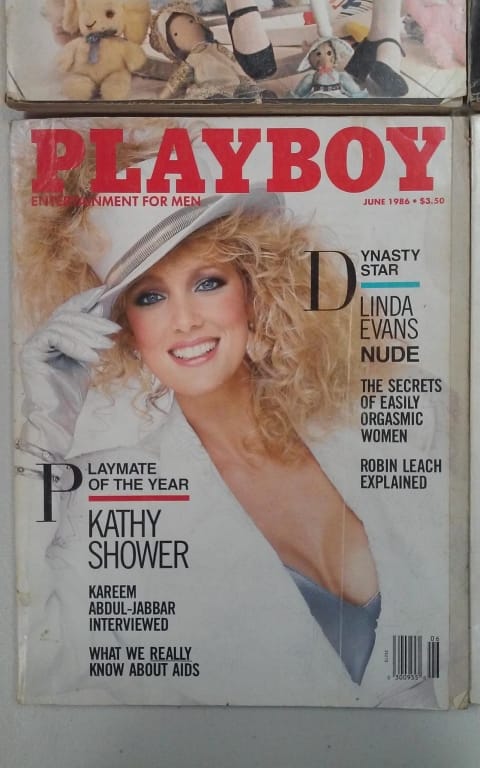 PLAYBOY
ENTERTAINMENT FOR MEN
JUNE 1986 • $3.50
DYNASTY
STAR
LINDA
EVANS
NUDE
THE SECRETS
OF EASILY
ORGASMIC
WOMEN
ROBIN LEACH
EXPLAINED
PLAYMATE
OF THE YEAR
KATHY
SHOWER
KAREEM
ABDUL-JABBAR
INTERVIEWED
WHAT WE REALLY
KNOW ABOUT AIDS
06